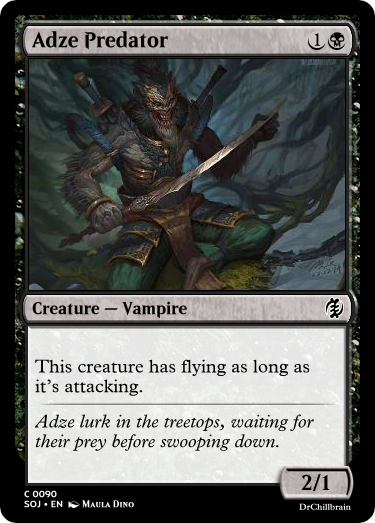 Adze Predator 1
Creature — Vampire
This creature has flying as long as
it's attacking.
Adze lurk in the treetops, waiting for
their prey before swooping down.
2/1
C 0090
SOJ • EN Maula Dino
DrChillbrain